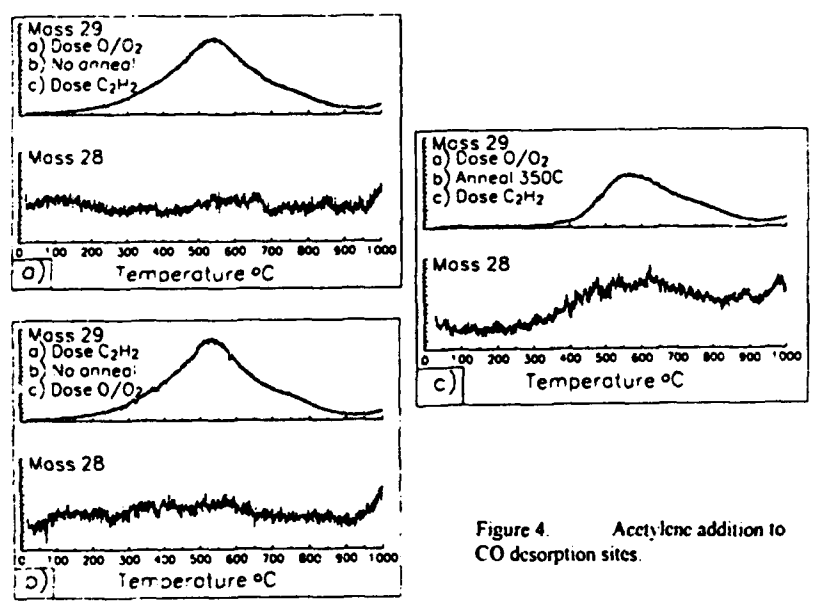 Mass 29
a) Dose O/O₂
b) No anneal
c) Dose C₂H₂
Mass 28
0 100 200 300 400 500 600 700 800 900 1000
a) Temperature ºC
Mass 29
a) Dose C₂H₂
b) No anneal
c) Dose O/O₂
Mass 28
0 100 200 300 400 500 600 700 800 900 1000
b) Temperature ºC
Mass 29
a) Dose O/O₂
b) Anneal 350C
c) Dose C₂H₂
Mass 28
0 100 200 300 400 500 600 700 800 900 1000
c) Temperature ºC
Figure 4. Acetylene addition to
CO desorption sites.